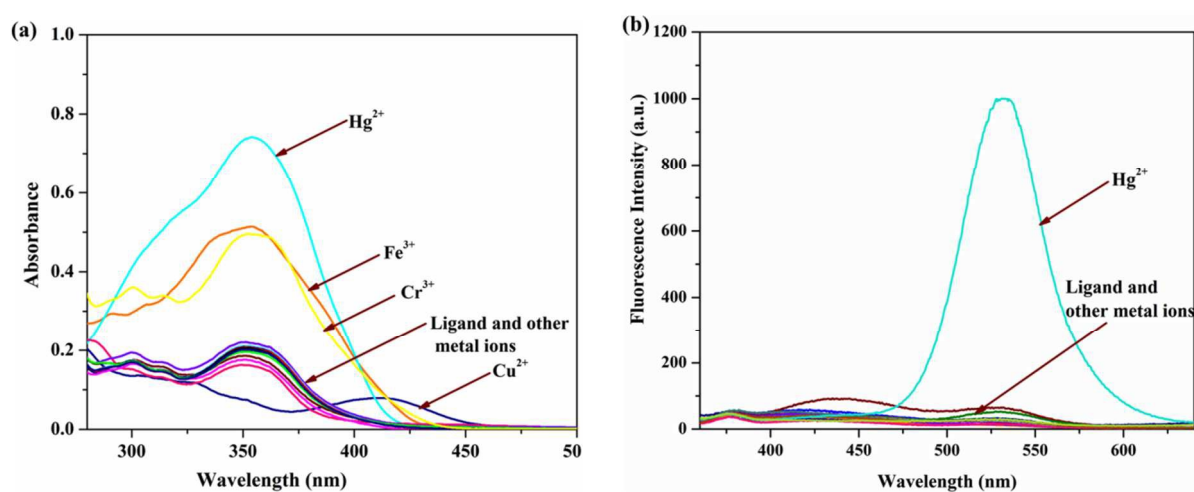 (a)
1.0
0.8
0.6
0.4
0.2
0.0
Absorbance
Hg²⁺
Fe³⁺
Cr³⁺
Ligand and other
metal ions
Cu²⁺
300
350
400
450
50
Wavelength (nm)
(b)
1200
1000
800
600
400
200
0
Fluorescence Intensity (a.u.)
Hg²⁺
Ligand and
other metal ions
400
450
500
550
600
Wavelength (nm)